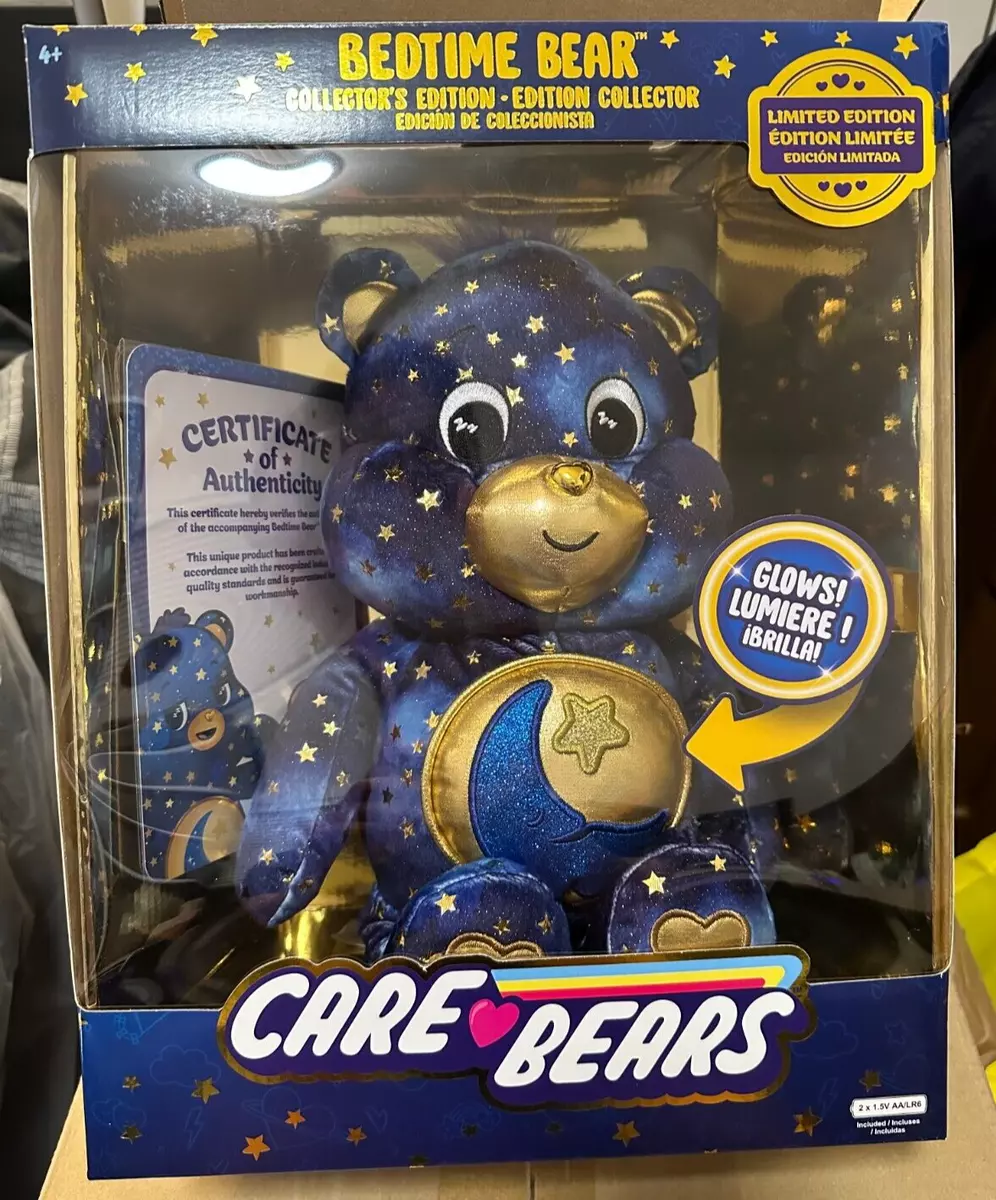 4+
BEDTIME BEAR™
COLLECTOR'S EDITION • EDITION COLLECTOR
EDICIÓN DE COLECCIONISTA
LIMITED EDITION
ÉDITION LIMITÉE
EDICIÓN LIMITADA
CERTIFICATE
of
Authenticity
This certificate hereby verifies the
of the accompanying Bedtime Bear
This unique product has been
accordance with the recognized
quality standards and is guaranteed
workmanship.
GLOWS!
LUMIERE !
¡BRILLA!
CARE BEARS
2 x 1.5V AA/LR6
Included / Incluses
/ Incluidas